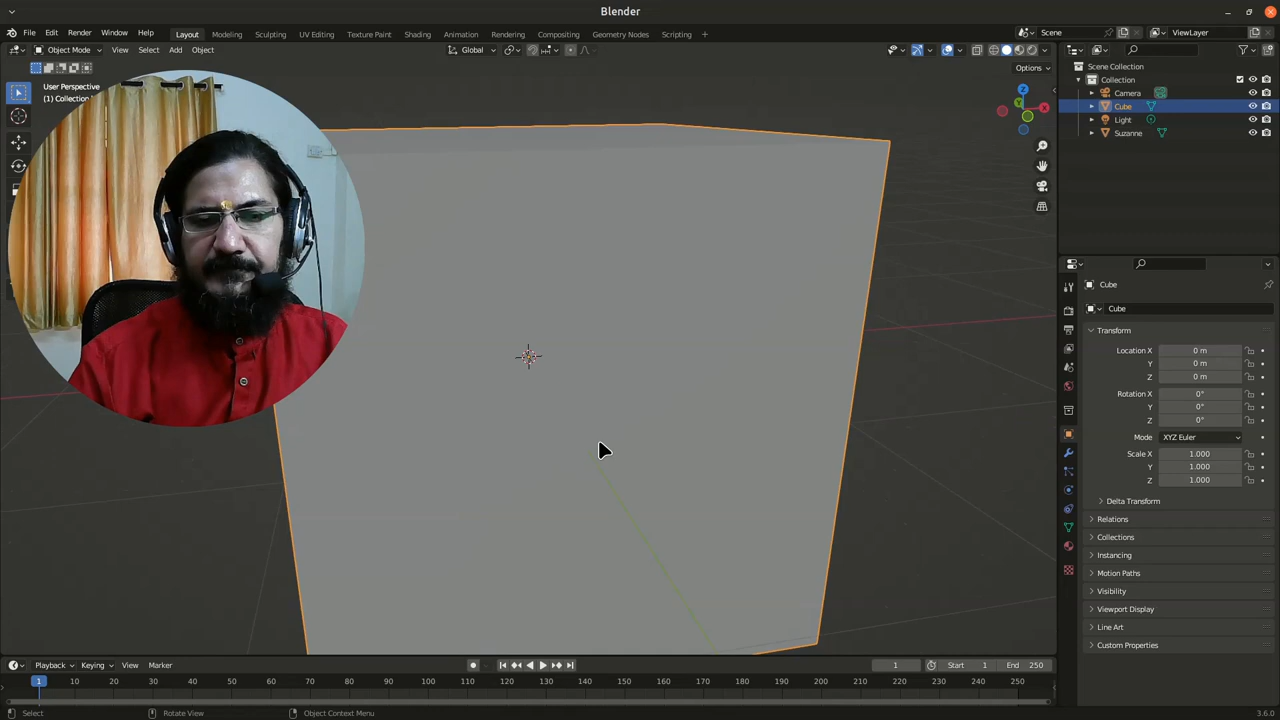 Blender
File Edit Render Window Help Layout Modeling Sculpting UV Editing Texture Paint Shading Animation Rendering Compositing Geometry Nodes Scripting + Scene ViewLayer
Object Mode View Select Add Object Global
Options
User Perspective
(1) Collection
Z
Y
X
Scene Collection
Collection
Camera
Cube
Light
Suzanne
Cube
Cube
Transform
Location X 0 m
Y 0 m
Z 0 m
Rotation X 0°
Y 0°
Z 0°
Mode XYZ Euler
Scale X 1.000
Y 1.000
Z 1.000
Delta Transform
Relations
Collections
Instancing
Motion Paths
Visibility
Viewport Display
Line Art
Custom Properties
Playback Keying View Marker 1 Start 1 End 250
1 10 20 30 40 50 60 70 80 90 100 110 120 130 140 150 160 170 180 190 200 210 220 230 240 250
Select Rotate View Object Context Menu 3.6.0